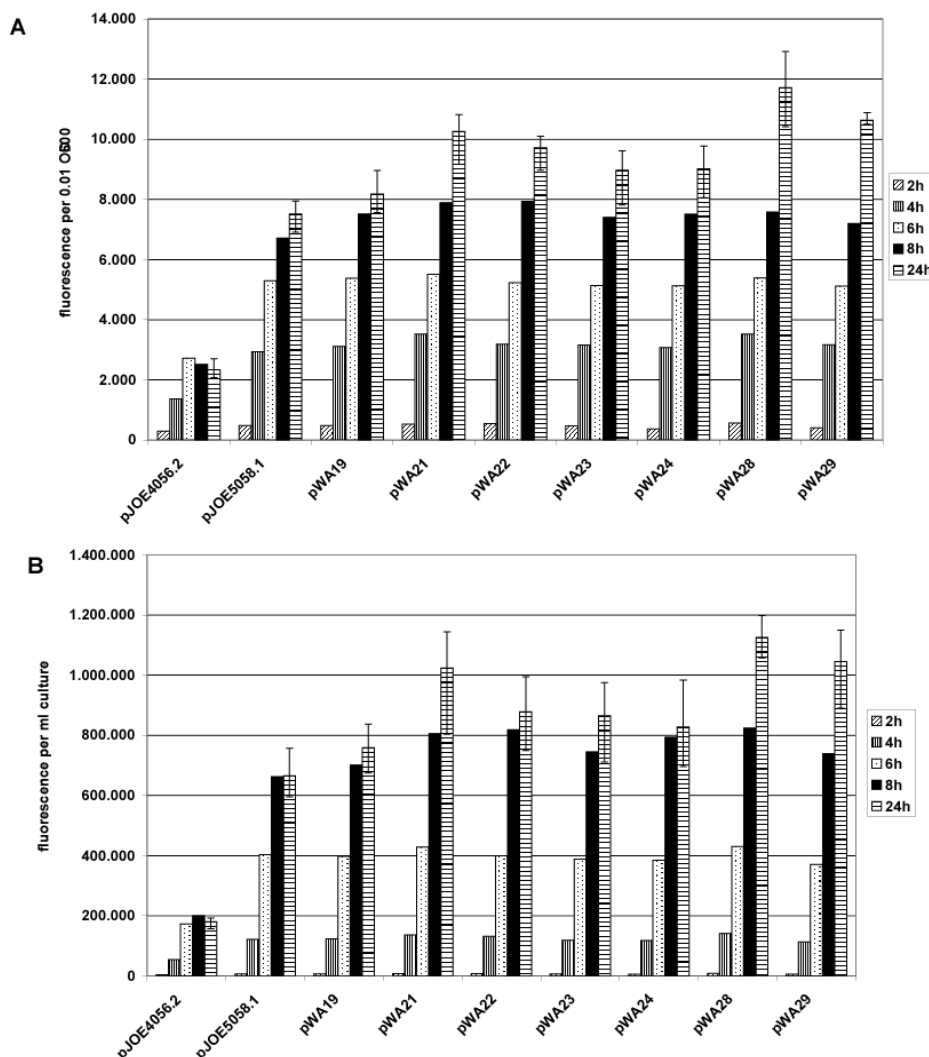 A
14.000
12.000
10.000
8.000
6.000
4.000
2.000
0
fluorescence per 0.01 OD600
pJOE4056.2
pJOE5058.1
pWA19
pWA21
pWA22
pWA23
pWA24
pWA28
pWA29
2h
4h
6h
8h
24h
B
1.400.000
1.200.000
1.000.000
800.000
600.000
400.000
200.000
0
fluorescence per ml culture
pJOE4056.2
pJOE5058.1
pWA19
pWA21
pWA22
pWA23
pWA24
pWA28
pWA29
2h
4h
6h
8h
24h